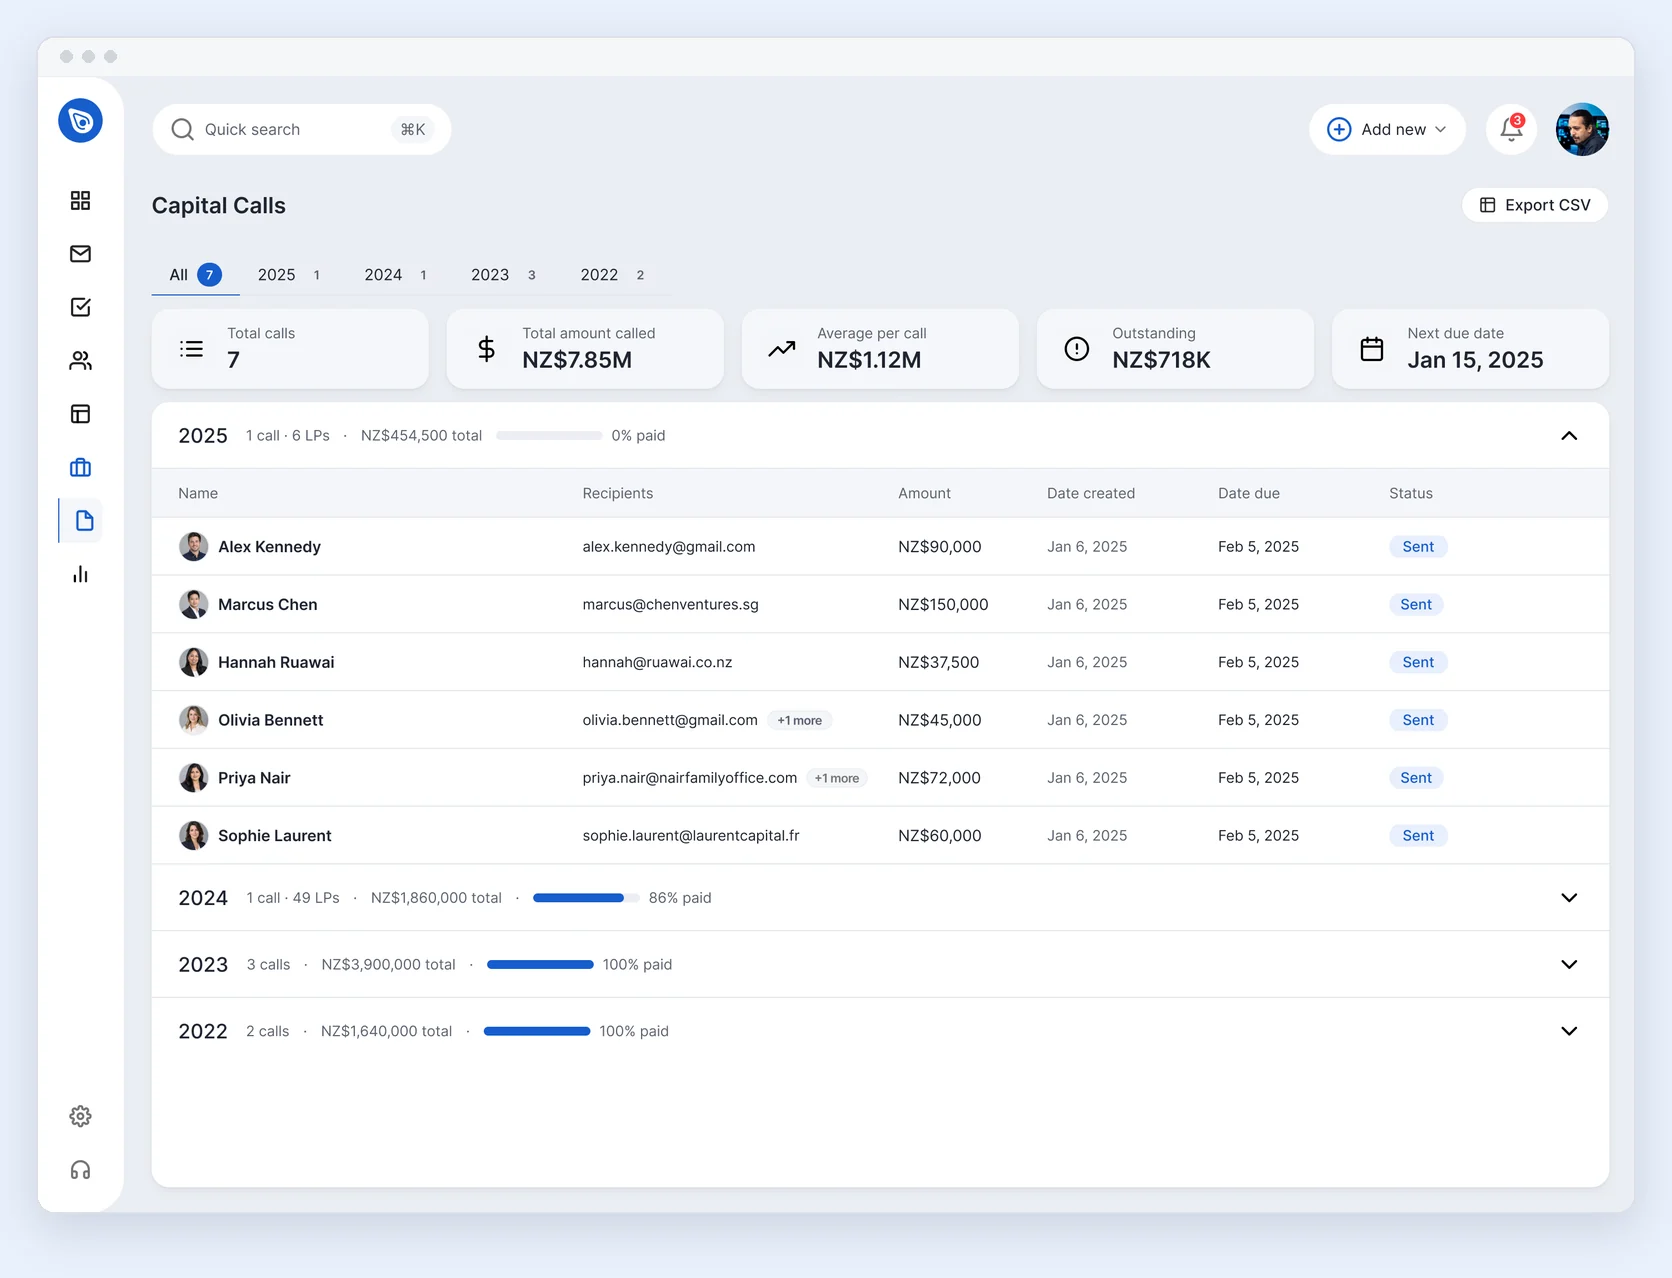 Quick search ⌘K
Add new
3
Capital Calls
Export CSV
All 7 2025 1 2024 1 2023 3 2022 2
Total calls
7
Total amount called
NZ$7.85M
Average per call
NZ$1.12M
Outstanding
NZ$718K
Next due date
Jan 15, 2025
2025 1 call · 6 LPs · NZ$454,500 total 0% paid
Name Recipients Amount Date created Date due Status
Alex Kennedy alex.kennedy@gmail.com NZ$90,000 Jan 6, 2025 Feb 5, 2025 Sent
Marcus Chen marcus@chenventures.sg NZ$150,000 Jan 6, 2025 Feb 5, 2025 Sent
Hannah Ruawai hannah@ruawai.co.nz NZ$37,500 Jan 6, 2025 Feb 5, 2025 Sent
Olivia Bennett olivia.bennett@gmail.com +1 more NZ$45,000 Jan 6, 2025 Feb 5, 2025 Sent
Priya Nair priya.nair@nairfamilyoffice.com +1 more NZ$72,000 Jan 6, 2025 Feb 5, 2025 Sent
Sophie Laurent sophie.laurent@laurentcapital.fr NZ$60,000 Jan 6, 2025 Feb 5, 2025 Sent
2024 1 call · 49 LPs · NZ$1,860,000 total · 86% paid
2023 3 calls · NZ$3,900,000 total · 100% paid
2022 2 calls · NZ$1,640,000 total · 100% paid